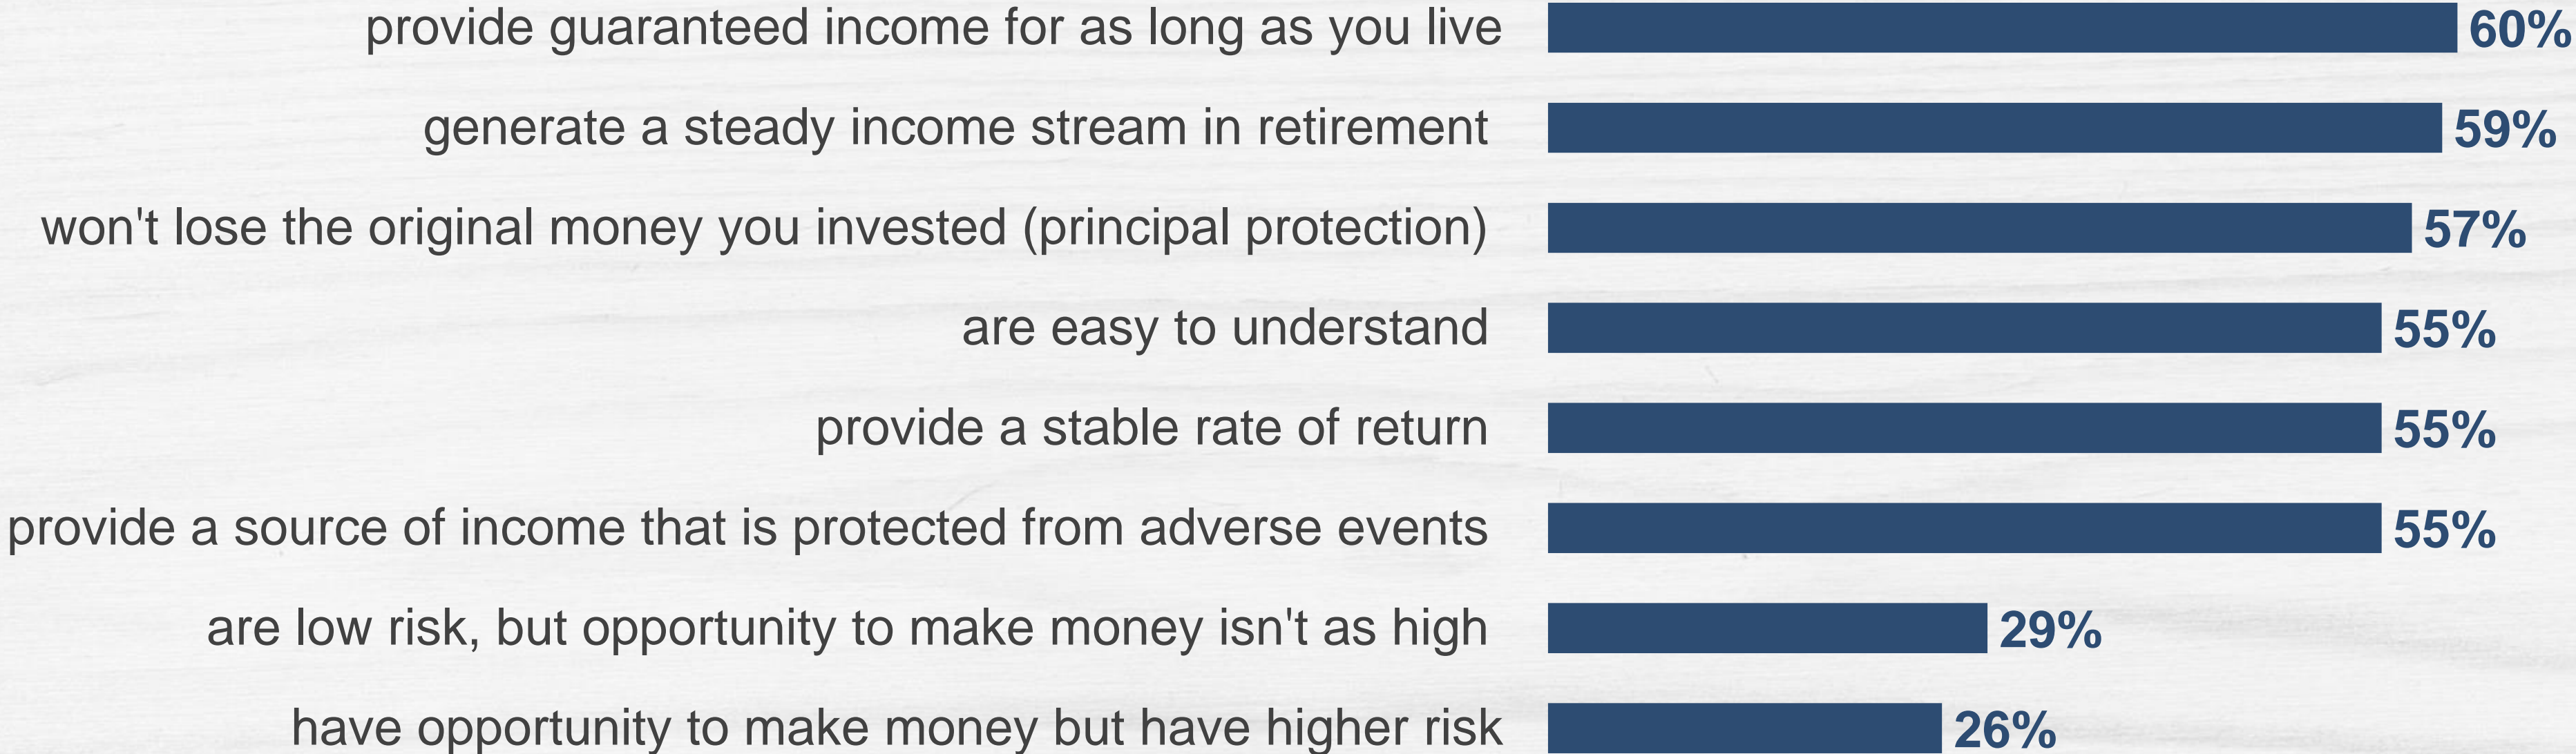 provide guaranteed income for as long as you live 60%
generate a steady income stream in retirement 59%
won't lose the original money you invested (principal protection) 57%
are easy to understand 55%
provide a stable rate of return 55%
provide a source of income that is protected from adverse events 55%
are low risk, but opportunity to make money isn't as high 29%
have opportunity to make money but have higher risk 26%